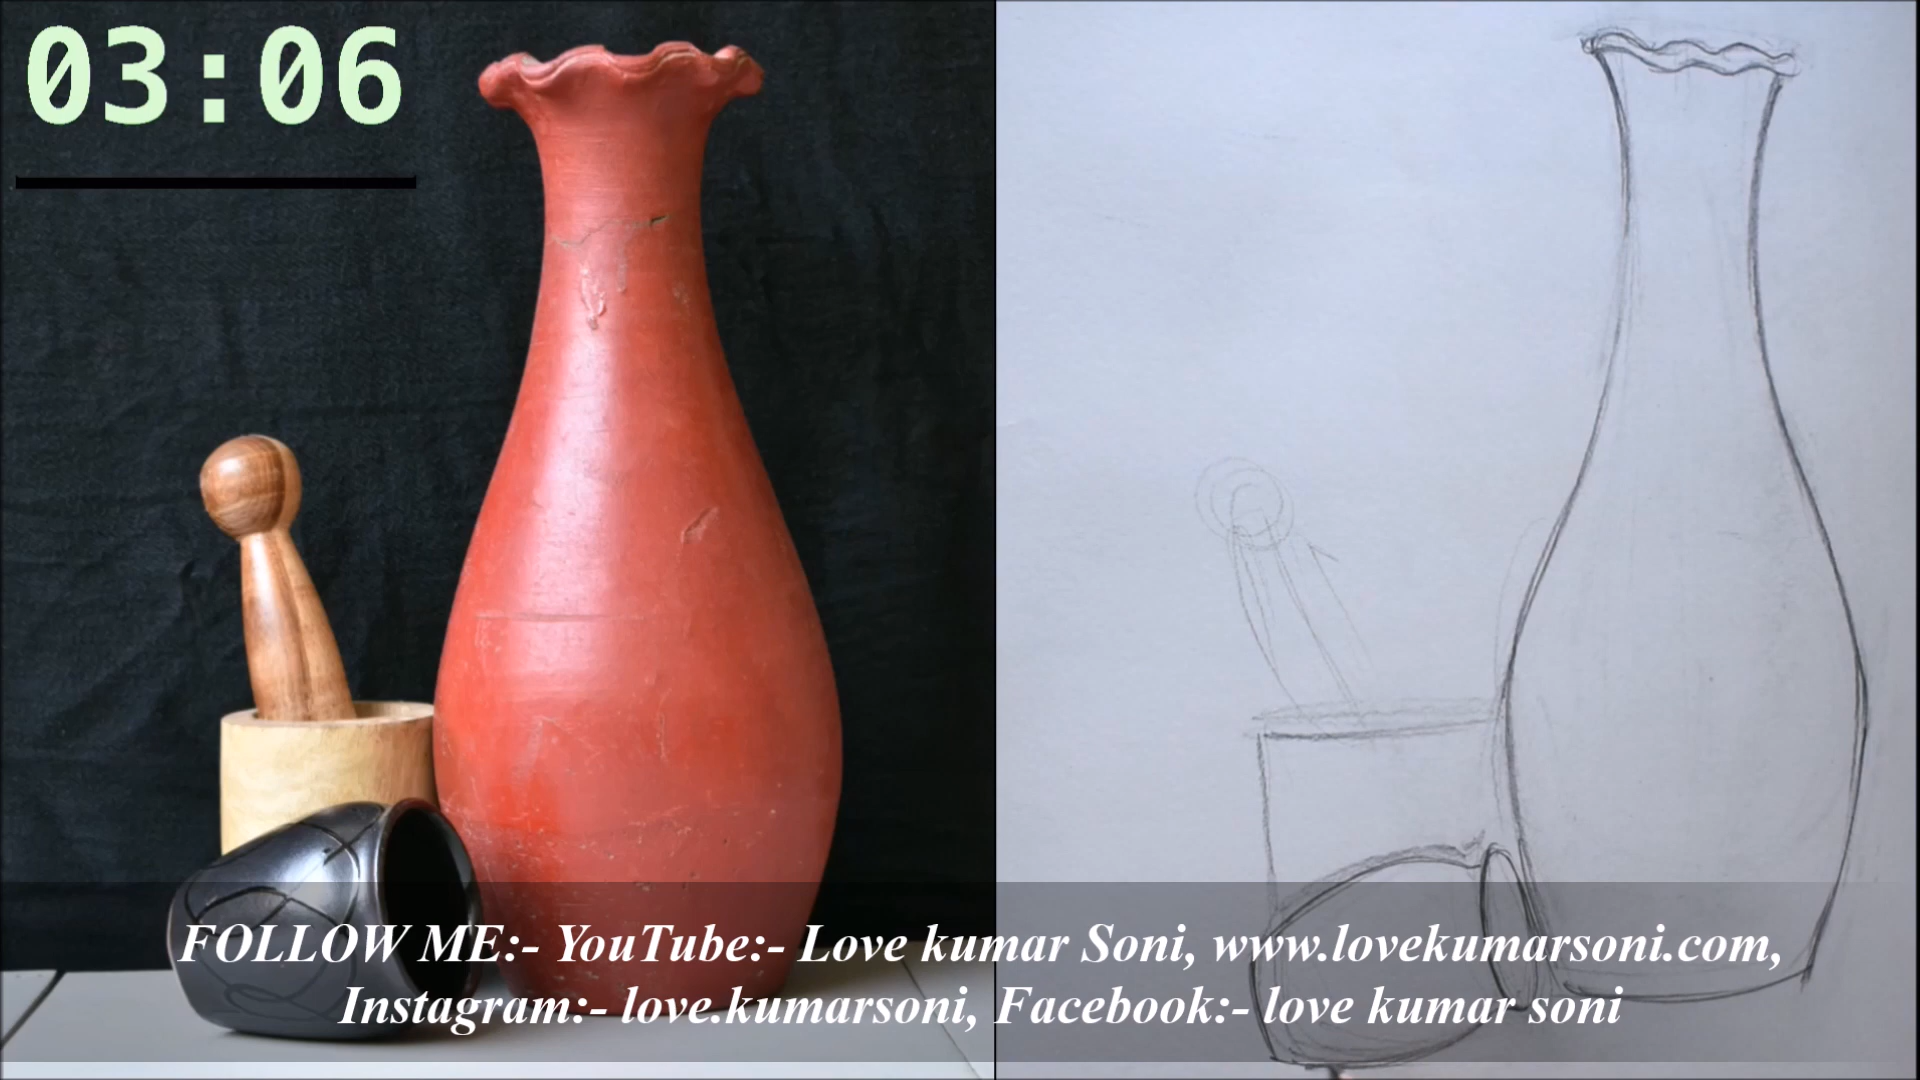 03:06
FOLLOW ME:- YouTube:- Love kumar Soni, www.lovekumarsoni.com,
Instagram:- love.kumarsoni, Facebook:- love kumar soni